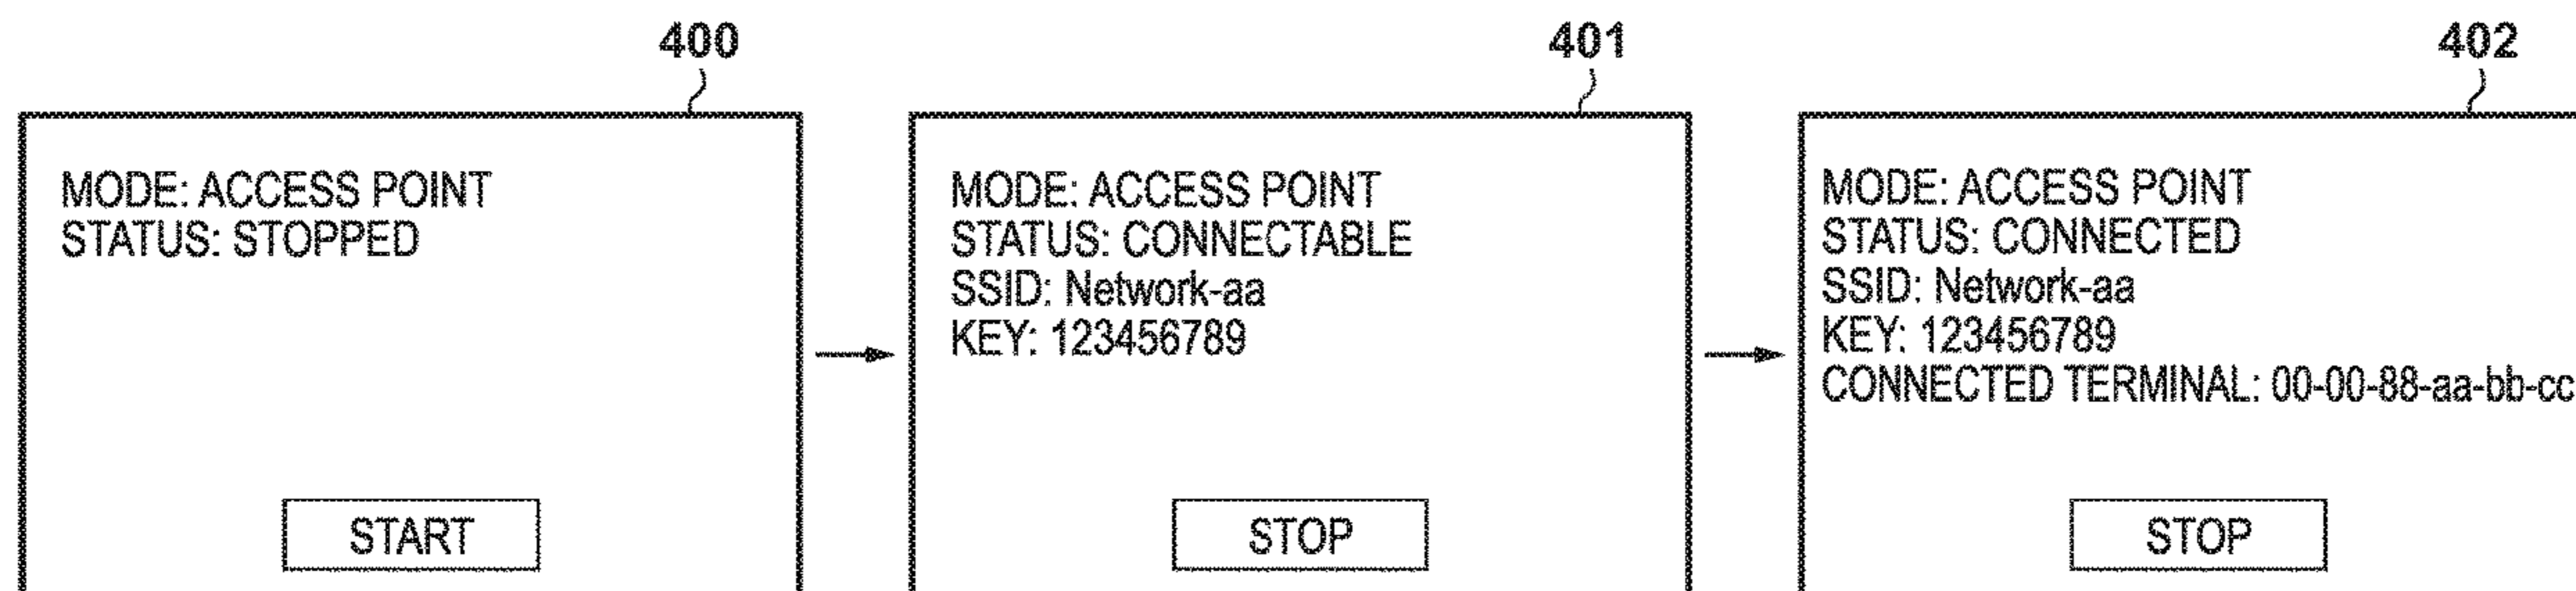 400
MODE: ACCESS POINT
STATUS: STOPPED
START
401
MODE: ACCESS POINT
STATUS: CONNECTABLE
SSID: Network-aa
KEY: 123456789
STOP
402
MODE: ACCESS POINT
STATUS: CONNECTED
SSID: Network-aa
KEY: 123456789
CONNECTED TERMINAL: 00-00-88-aa-bb-cc
STOP